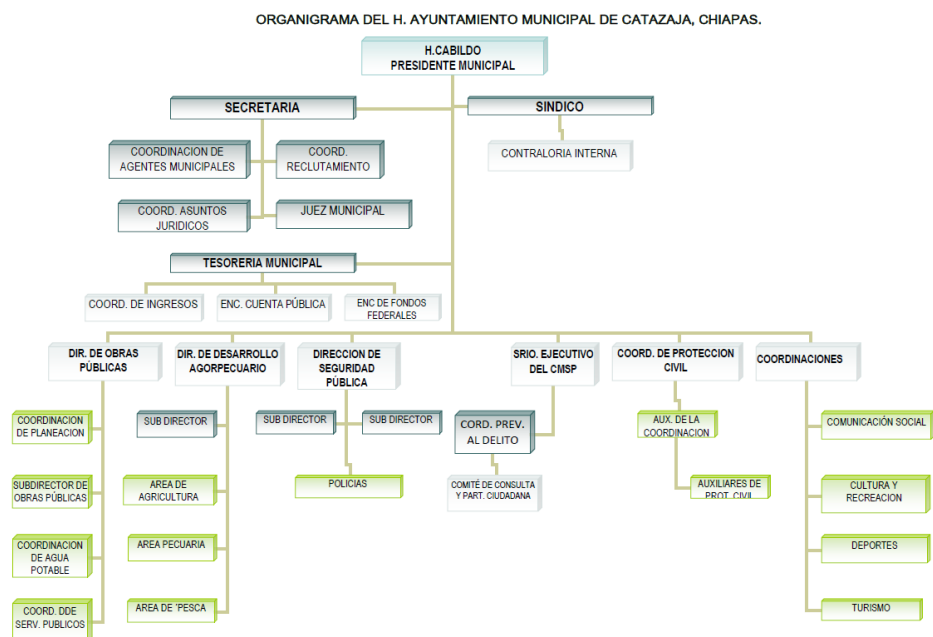 ORGANIGRAMA DEL H. AYUNTAMIENTO MUNICIPAL DE CATAZAJA, CHIAPAS.
H.CABILDO
PRESIDENTE MUNICIPAL
SECRETARIA
SINDICO
COORDINACION DE
AGENTES MUNICIPALES
COORD.
RECLUTAMIENTO
CONTRALORIA INTERNA
COORD. ASUNTOS
JURIDICOS
JUEZ MUNICIPAL
TESORERIA MUNICIPAL
COORD. DE INGRESOS
ENC. CUENTA PÚBLICA
ENC DE FONDOS
FEDERALES
DIR. DE OBRAS
PÚBLICAS
DIR. DE DESARROLLO
AGORPECUARIO
DIRECCION DE
SEGURIDAD
PÚBLICA
SRIO. EJECUTIVO
DEL CMSP
COORD. DE PROTECCION
CIVIL
COORDINACIONES
COORDINACION
DE PLANEACION
SUB DIRECTOR
SUB DIRECTOR
SUB DIRECTOR
CORD. PREV.
AL DELITO
AUX. DE LA
COORDINACION
COMUNICACIÓN SOCIAL
SUBDIRECTOR DE
OBRAS PÚBLICAS
AREA DE
AGRICULTURA
POLICIAS
COMITÉ DE CONSULTA
Y PART. CIUDADANA
AUXILIARES DE
PROT. CIVIL
CULTURA Y
RECREACION
COORDINACION
DE AGUA
POTABLE
AREA PECUARIA
DEPORTES
COORD. DDE
SERV. PUBLICOS
AREA DE 'PESCA
TURISMO